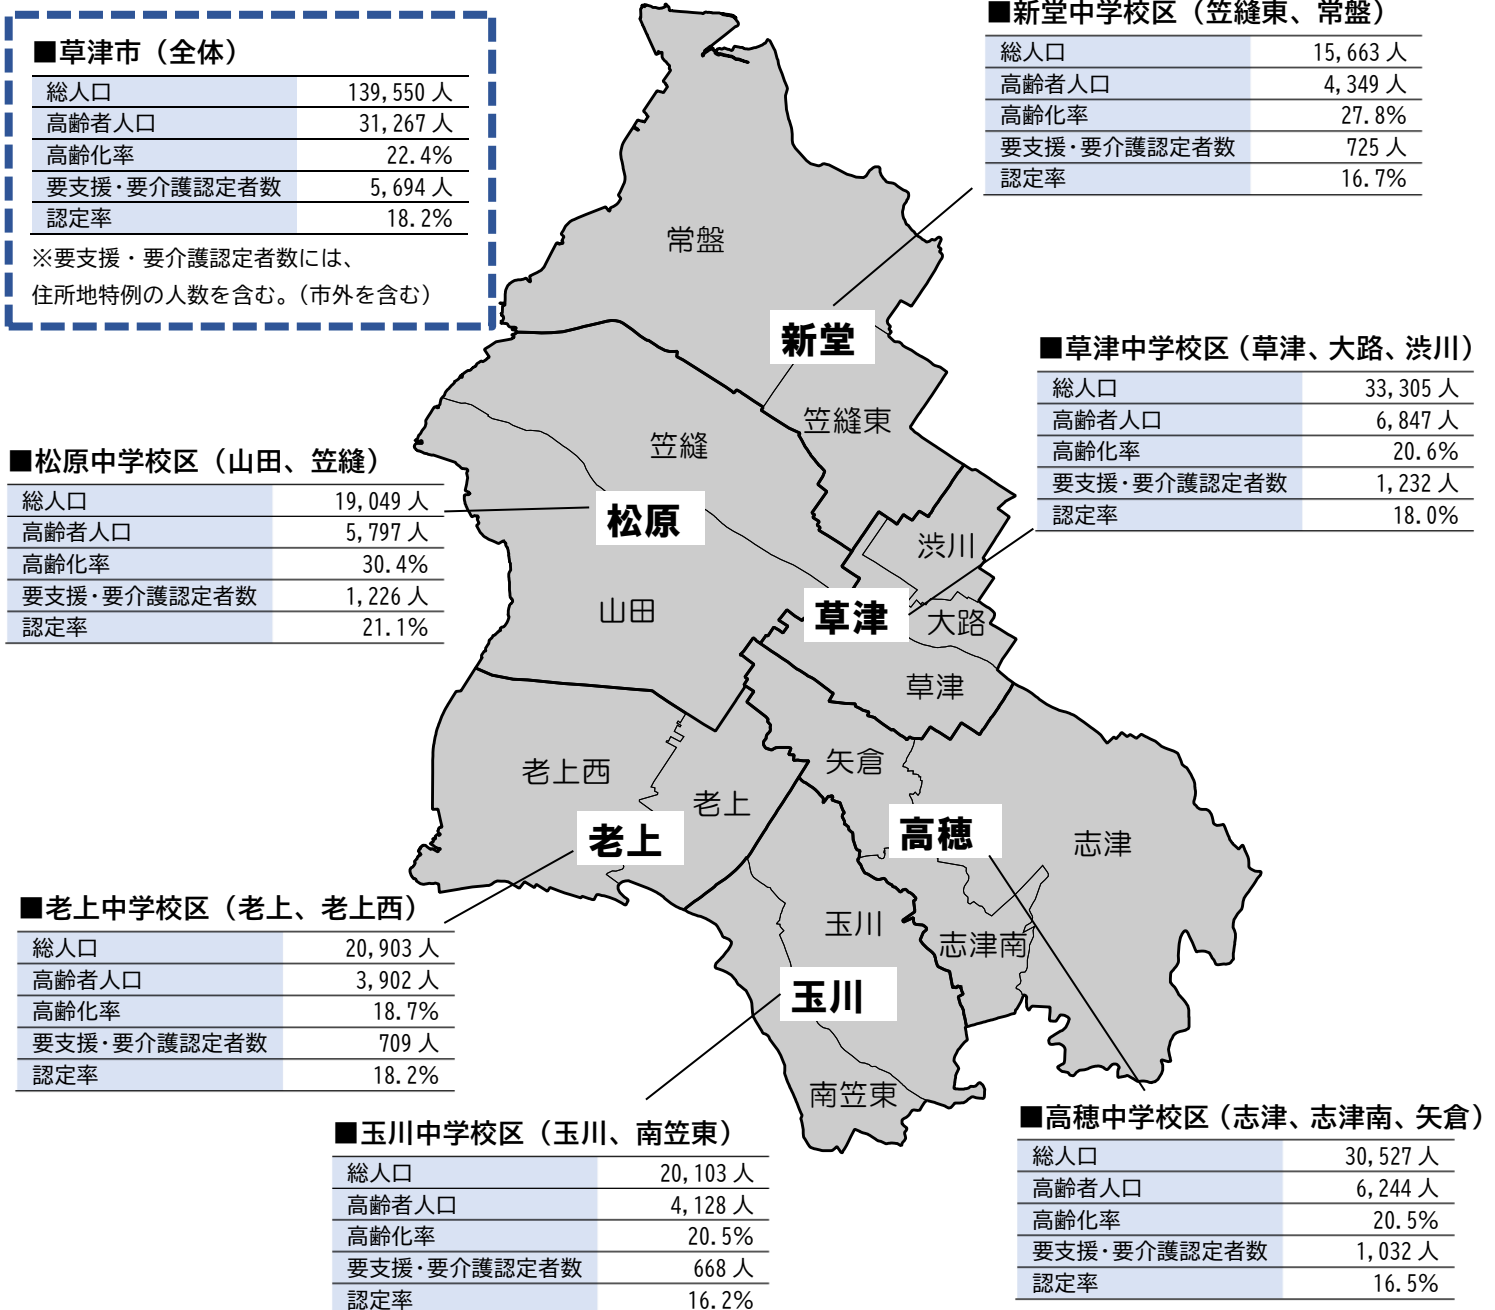 ■草津市（全体）
総人口 139,550 人
高齢者人口 31,267 人
高齢化率 22.4%
要支援・要介護認定者数 5,694 人
認定率 18.2%
※要支援・要介護認定者数には、
住所地特例の人数を含む。（市外を含む）
■新堂中学校区（笠縫東、常盤）
総人口 15,663 人
高齢者人口 4,349 人
高齢化率 27.8%
要支援・要介護認定者数 725 人
認定率 16.7%
■草津中学校区（草津、大路、渋川）
総人口 33,305 人
高齢者人口 6,847 人
高齢化率 20.6%
要支援・要介護認定者数 1,232 人
認定率 18.0%
■松原中学校区（山田、笠縫）
総人口 19,049 人
高齢者人口 5,797 人
高齢化率 30.4%
要支援・要介護認定者数 1,226 人
認定率 21.1%
常盤
新堂
笠縫東
笠縫
松原
渋川
山田
草津
大路
草津
矢倉
老上西
老上
老上
高穂
志津
玉川
志津南
玉川
南笠東
■老上中学校区（老上、老上西）
総人口 20,903 人
高齢者人口 3,902 人
高齢化率 18.7%
要支援・要介護認定者数 709 人
認定率 18.2%
■玉川中学校区（玉川、南笠東）
総人口 20,103 人
高齢者人口 4,128 人
高齢化率 20.5%
要支援・要介護認定者数 668 人
認定率 16.2%
■高穂中学校区（志津、志津南、矢倉）
総人口 30,527 人
高齢者人口 6,244 人
高齢化率 20.5%
要支援・要介護認定者数 1,032 人
認定率 16.5%